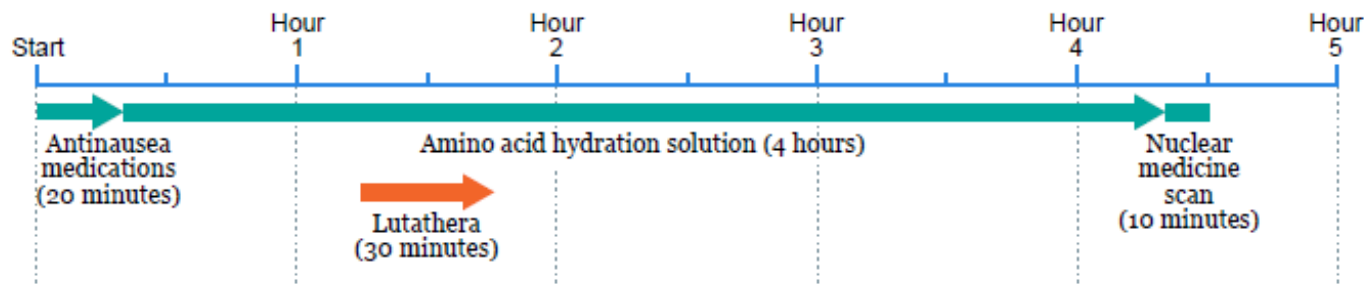 Start
Hour
1
Hour
2
Hour
3
Hour
4
Hour
5
Antinausea
medications
(20 minutes)
Amino acid hydration solution (4 hours)
Nuclear
medicine
scan
(10 minutes)
Lutathera
(30 minutes)